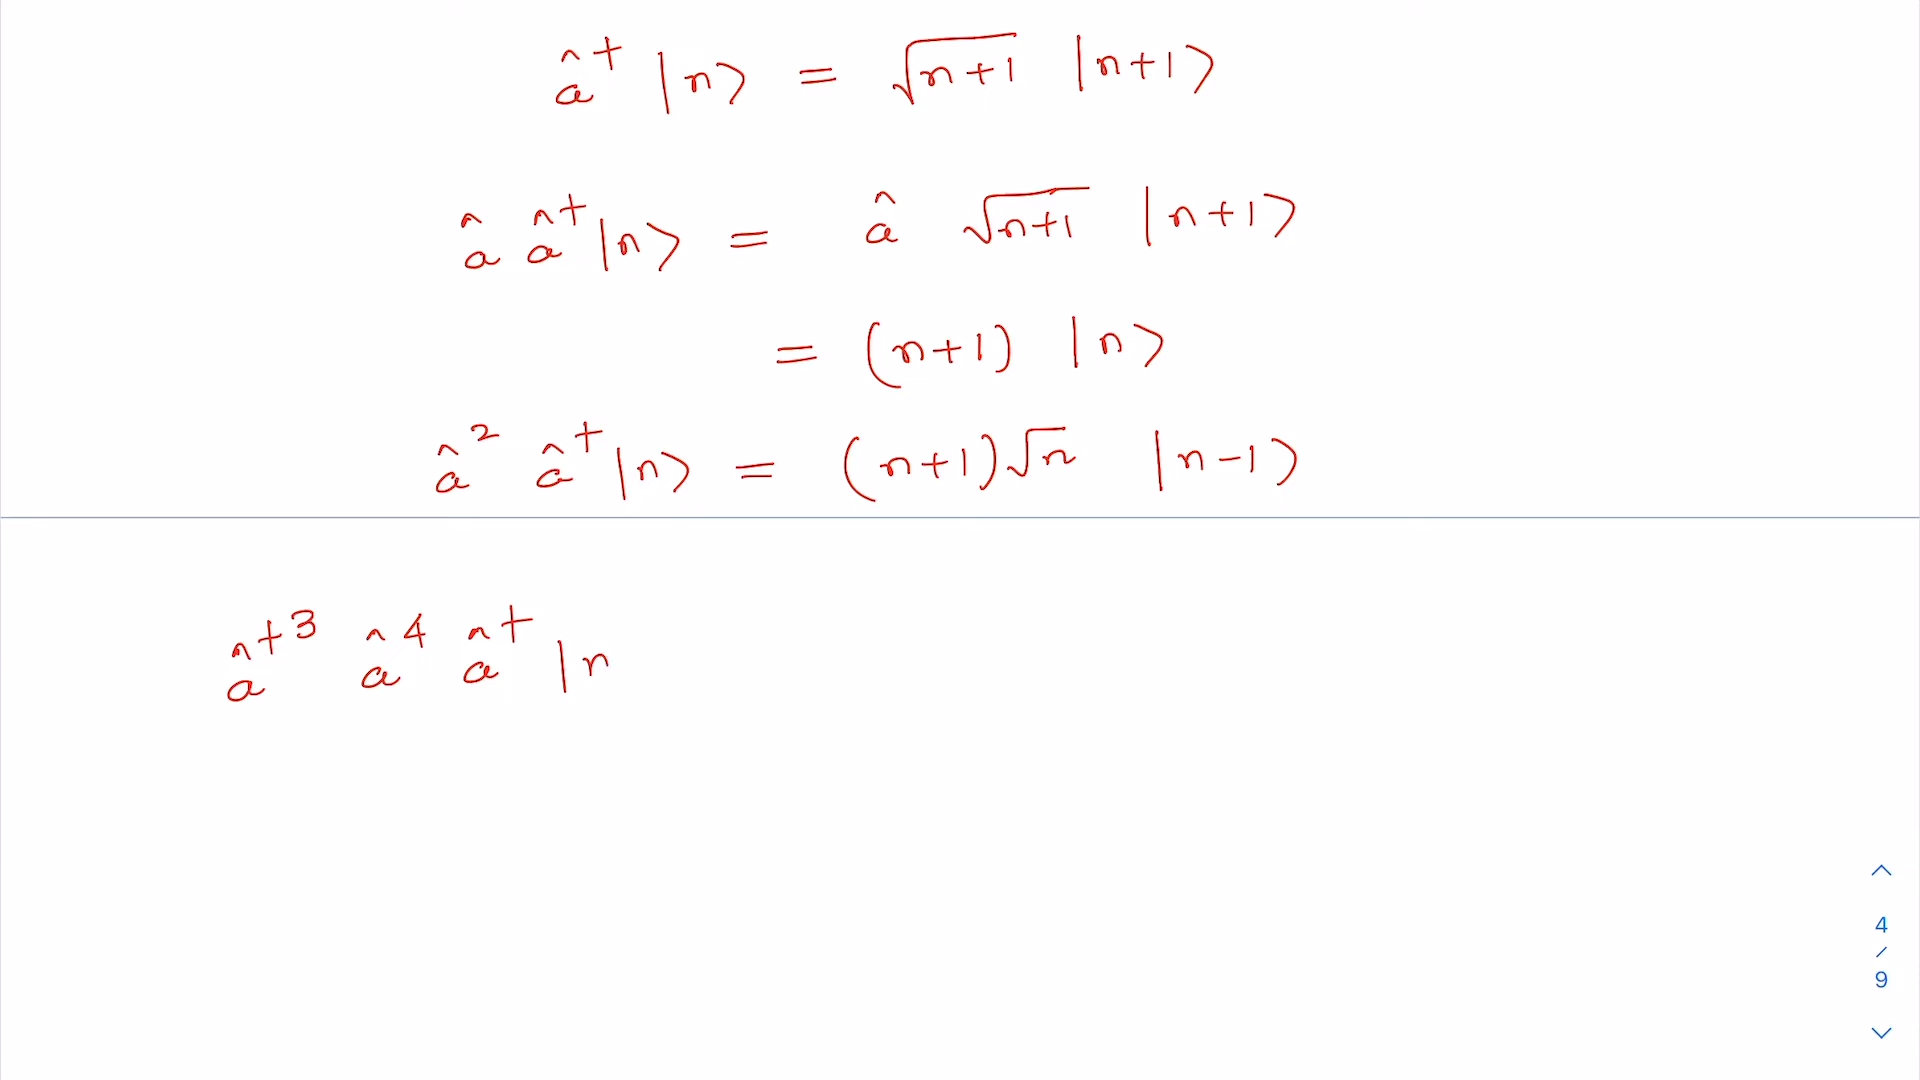 â† |n⟩ = √(n+1) |n+1⟩
â â† |n⟩ = â √(n+1) |n+1⟩
= (n+1) |n⟩
â² â† |n⟩ = (n+1)√n |n-1⟩
â†³ â⁴ â† |n
4
/
9